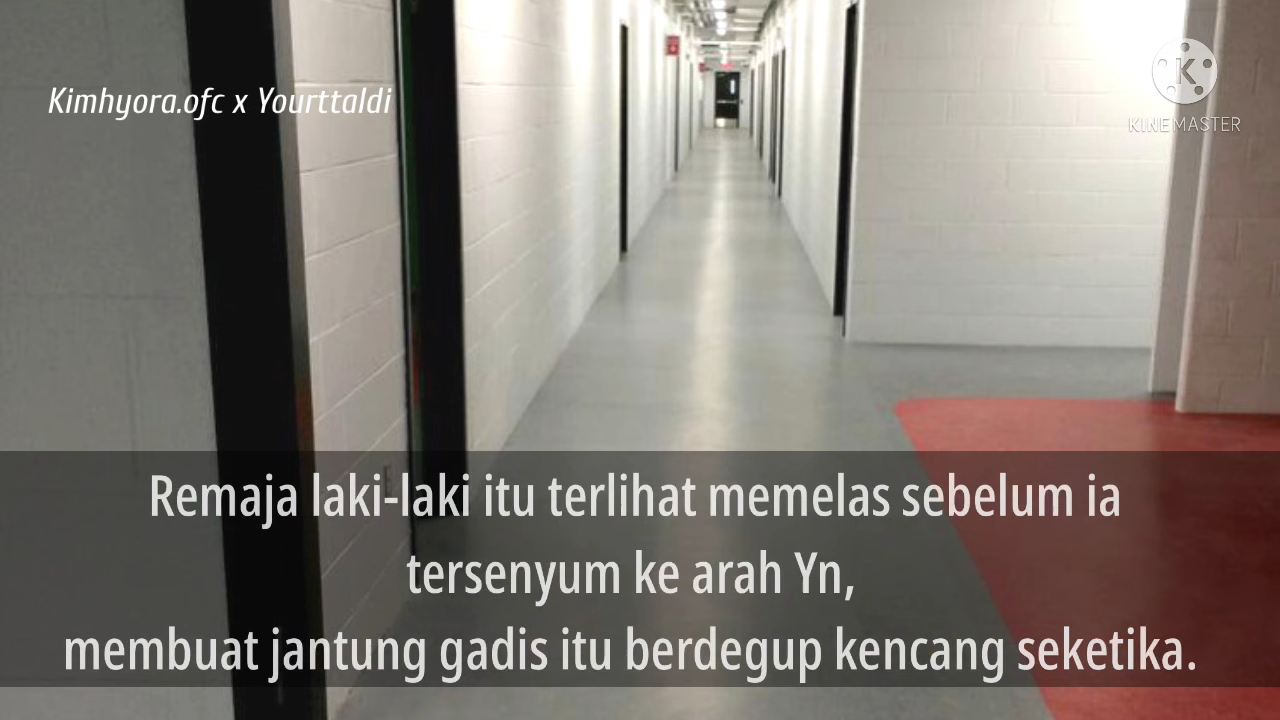 Kimhyora.ofc x Yourttaldi
K
KINEMASTER
Remaja laki-laki itu terlihat memelas sebelum ia
tersenyum ke arah Yn,
membuat jantung gadis itu berdegup kencang seketika.